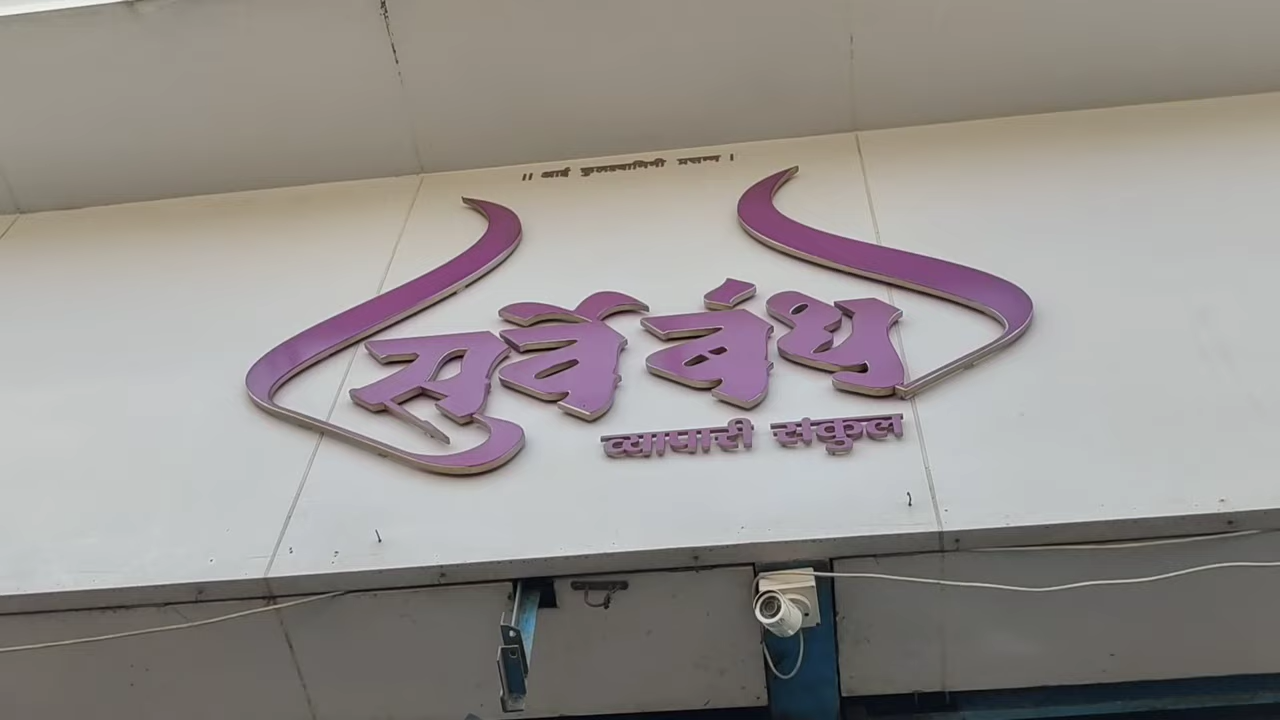 ।। आई कुलस्वामिनी प्रसन्न ।
सुर्वे बंधु
व्यापारी संकुल